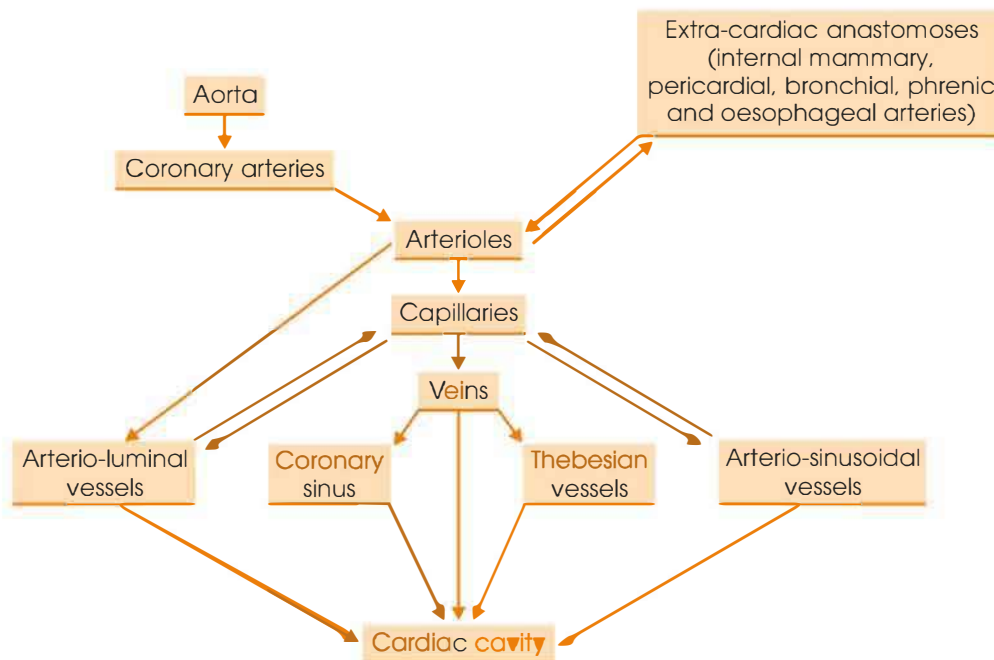 Extra-cardiac anastomoses
(internal mammary,
pericardial, bronchial, phrenic
and oesophageal arteries)
Aorta
Coronary arteries
Arterioles
Capillaries
Veins
Arterio-luminal
vessels
Coronary
sinus
Thebesian
vessels
Arterio-sinusoidal
vessels
Cardiac cavity